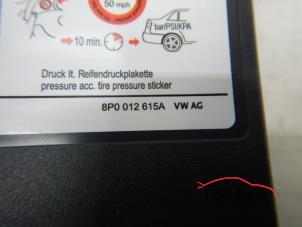 50 mph
10 min.
bar/PSI/KPA
Druck lt. Reifendruckplakette
pressure acc. tire pressure sticker
8P0 012 615A VW AG